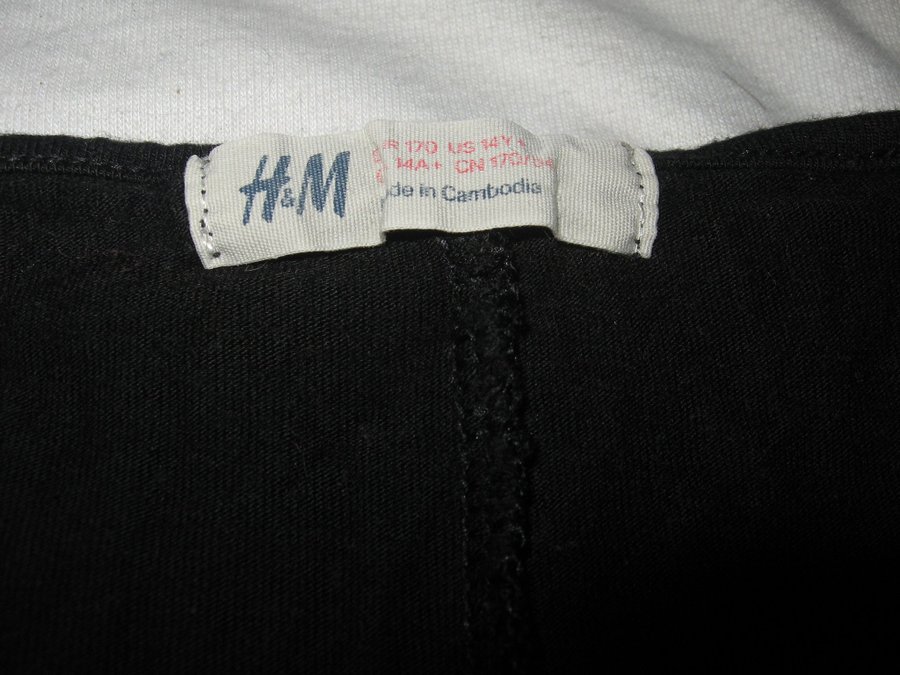 H&M
170 US 14Y+
14A+ CN 170/
de in Cambodia